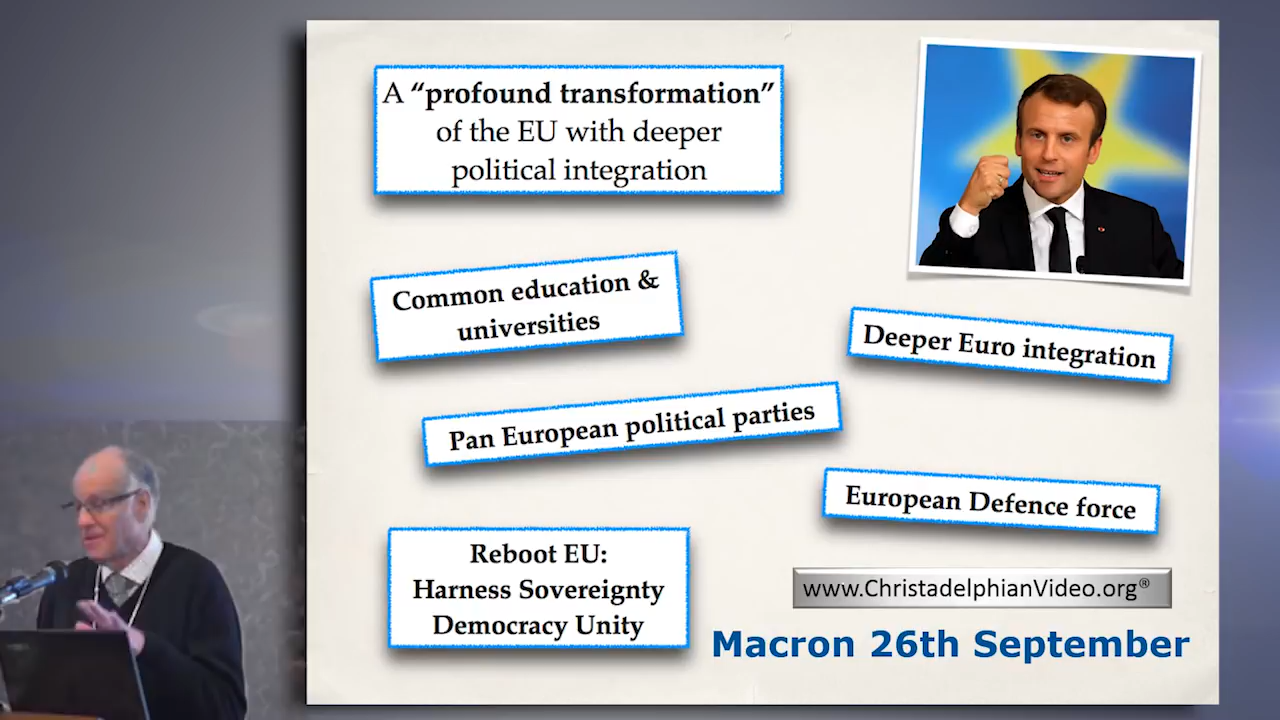 A “profound transformation”
of the EU with deeper
political integration
Common education &
universities
Deeper Euro integration
Pan European political parties
European Defence force
Reboot EU:
Harness Sovereignty
Democracy Unity
www.ChristadelphianVideo.org®
Macron 26th September